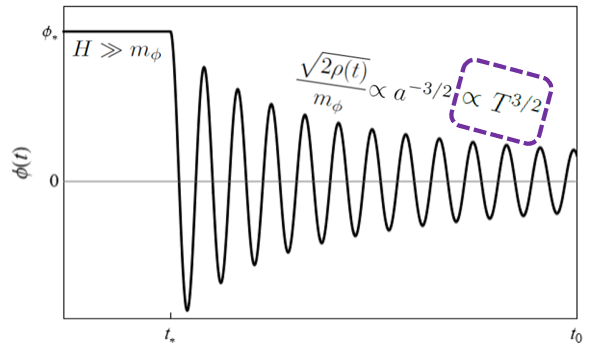 ϕ*
H ≫ mϕ
√2ρ(t)/mϕ ∝ a^−3/2 ∝ T^3/2
ϕ(t)
0
t*
t0